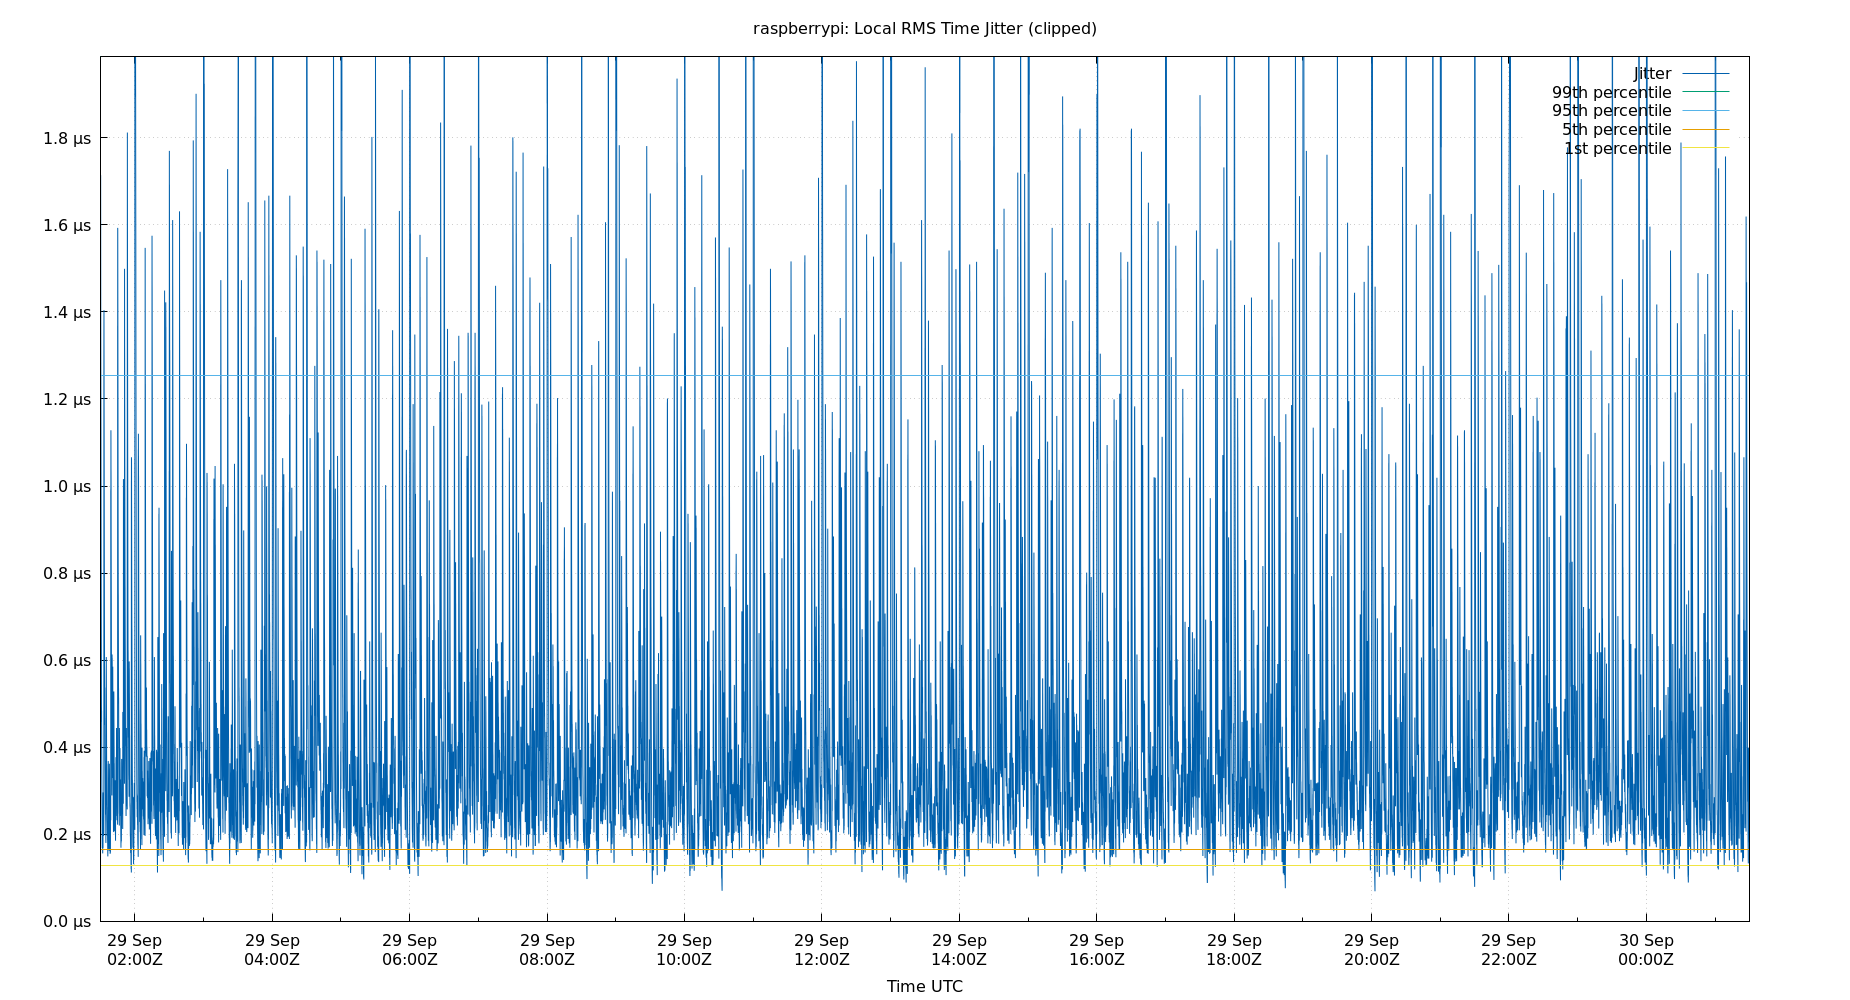 raspberrypi: Local RMS Time Jitter (clipped)
Jitter
99th percentile
95th percentile
5th percentile
1st percentile
1.8 µs
1.6 µs
1.4 µs
1.2 µs
1.0 µs
0.8 µs
0.6 µs
0.4 µs
0.2 µs
0.0 µs
29 Sep 29 Sep 29 Sep 29 Sep 29 Sep 29 Sep 29 Sep 29 Sep 29 Sep 29 Sep 29 Sep 30 Sep
02:00Z 04:00Z 06:00Z 08:00Z 10:00Z 12:00Z 14:00Z 16:00Z 18:00Z 20:00Z 22:00Z 00:00Z
Time UTC